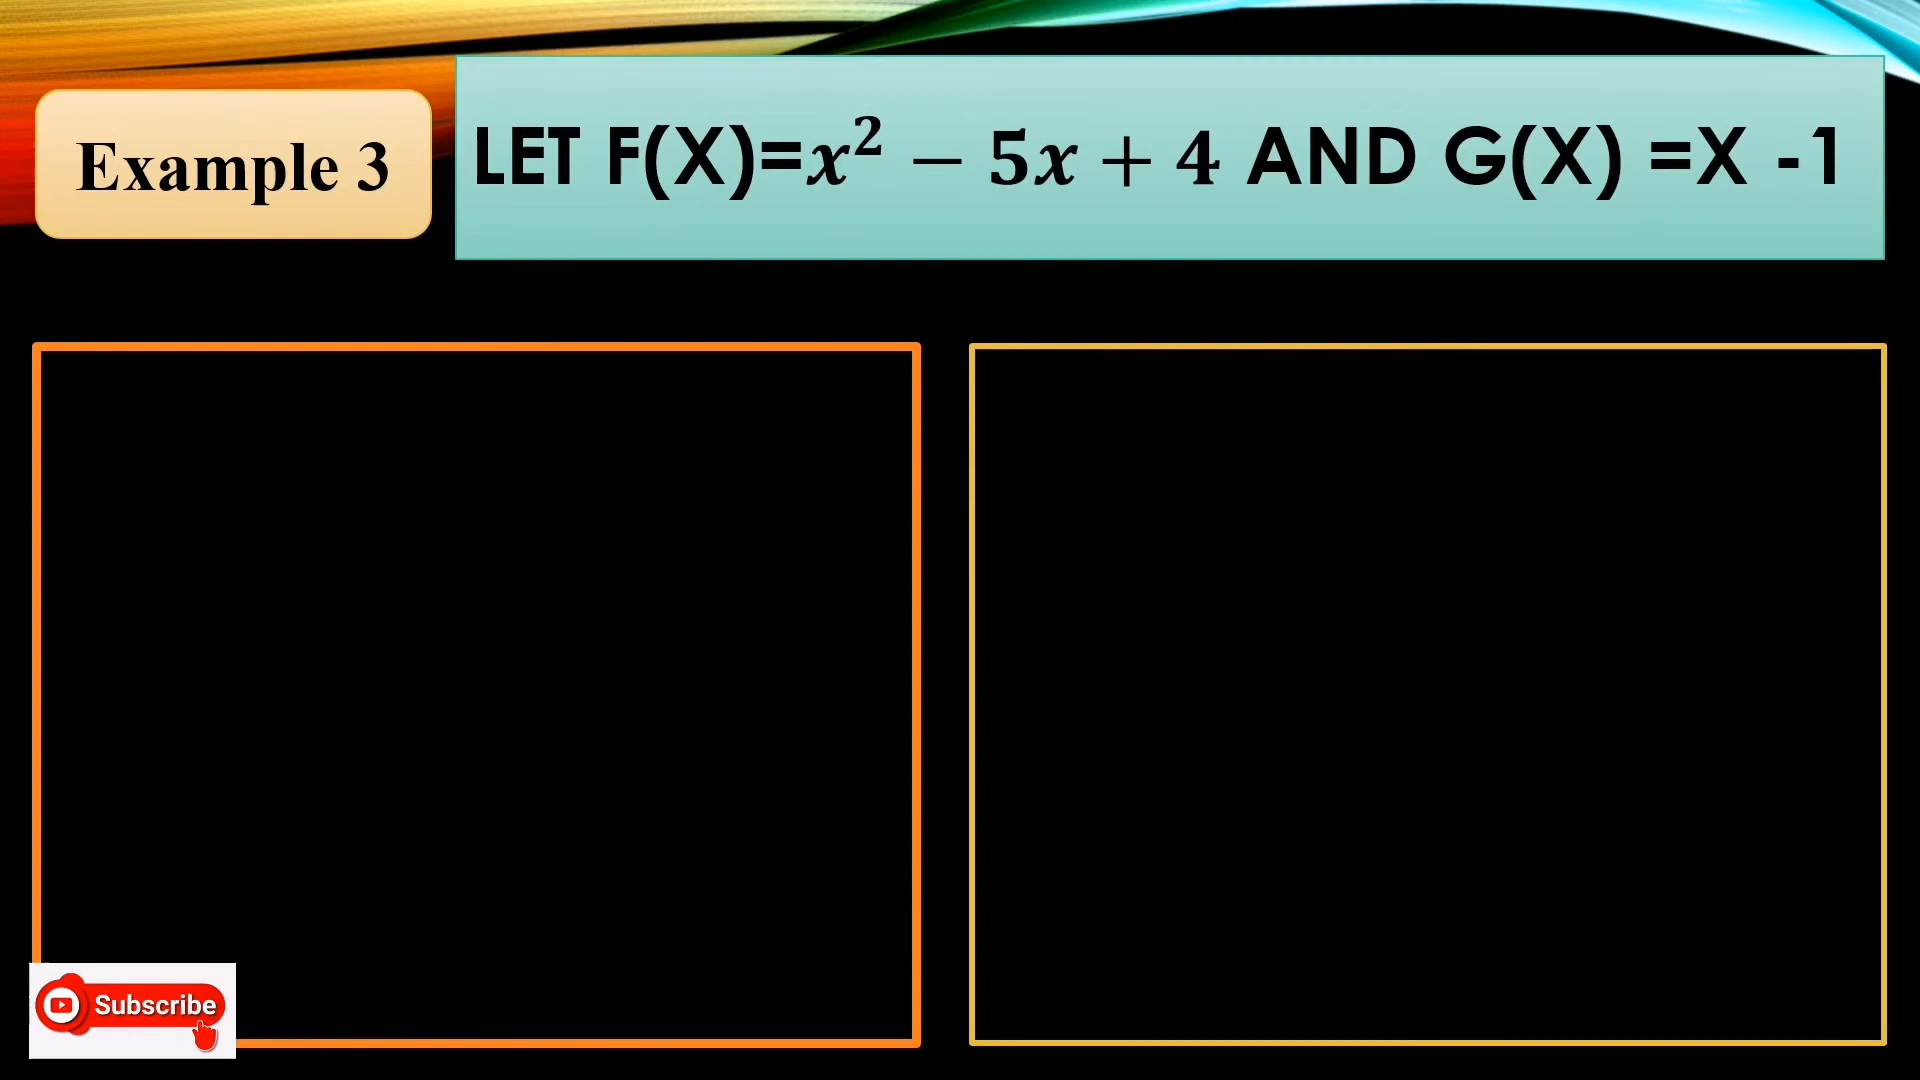 Example 3
LET F(X)=𝒙² − 𝟓𝒙 + 𝟒 AND G(X) =X -1
Subscribe